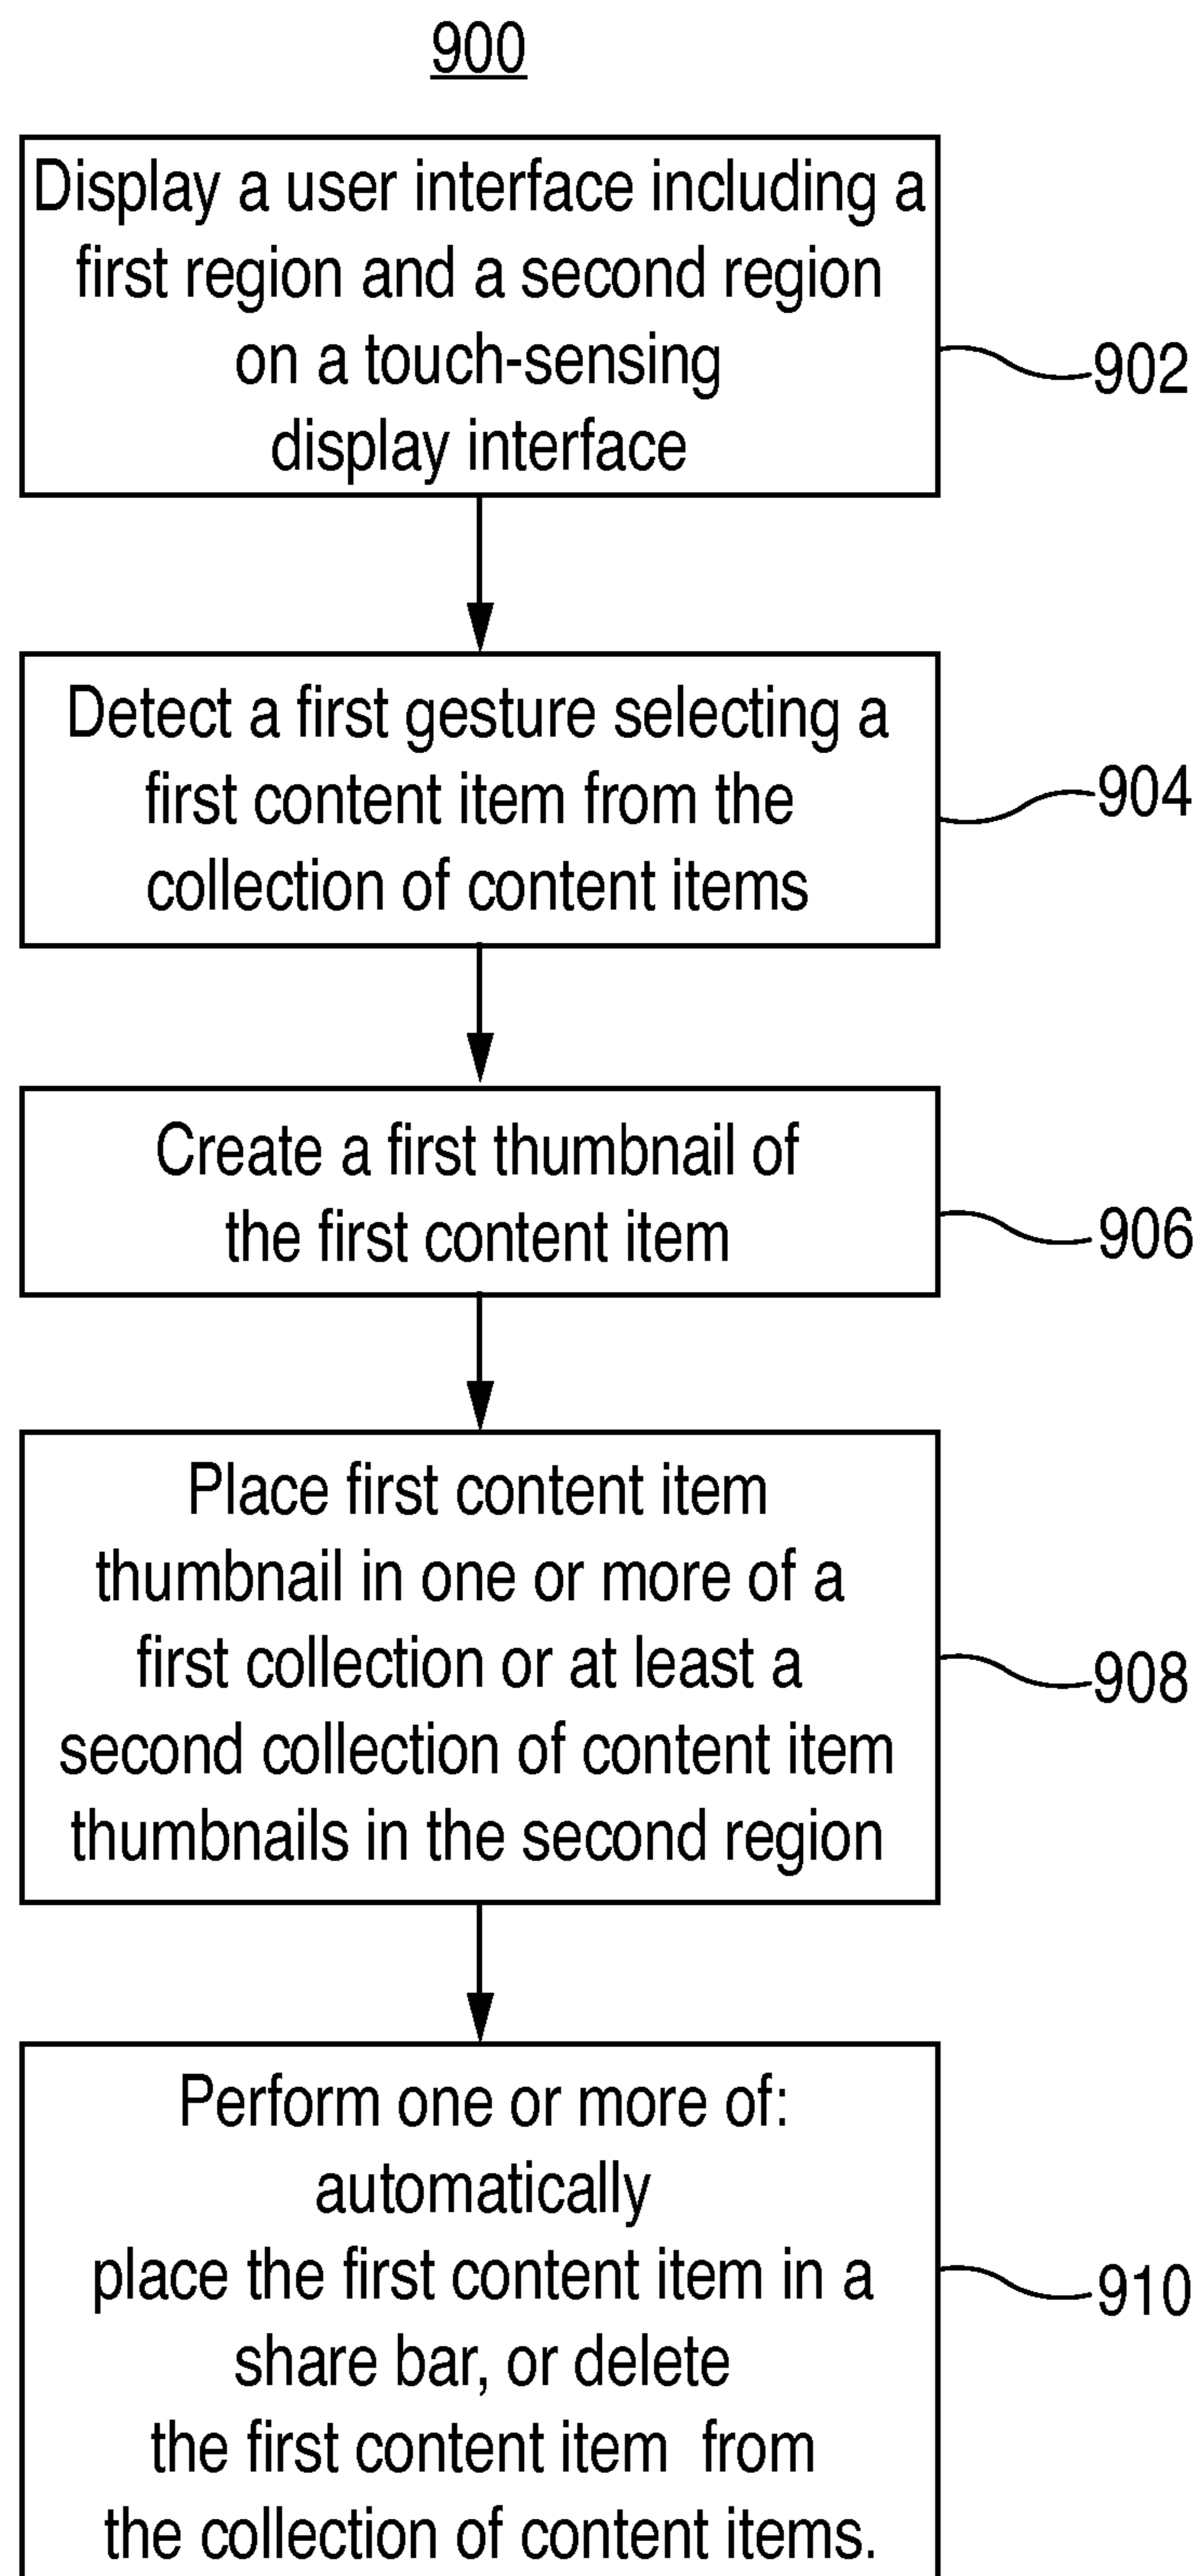 900
Display a user interface including a
first region and a second region
on a touch-sensing
display interface
902
Detect a first gesture selecting a
first content item from the
collection of content items
904
Create a first thumbnail of
the first content item
906
Place first content item
thumbnail in one or more of a
first collection or at least a
second collection of content item
thumbnails in the second region
908
Perform one or more of:
automatically
place the first content item in a
share bar, or delete
the first content item from
the collection of content items.
910